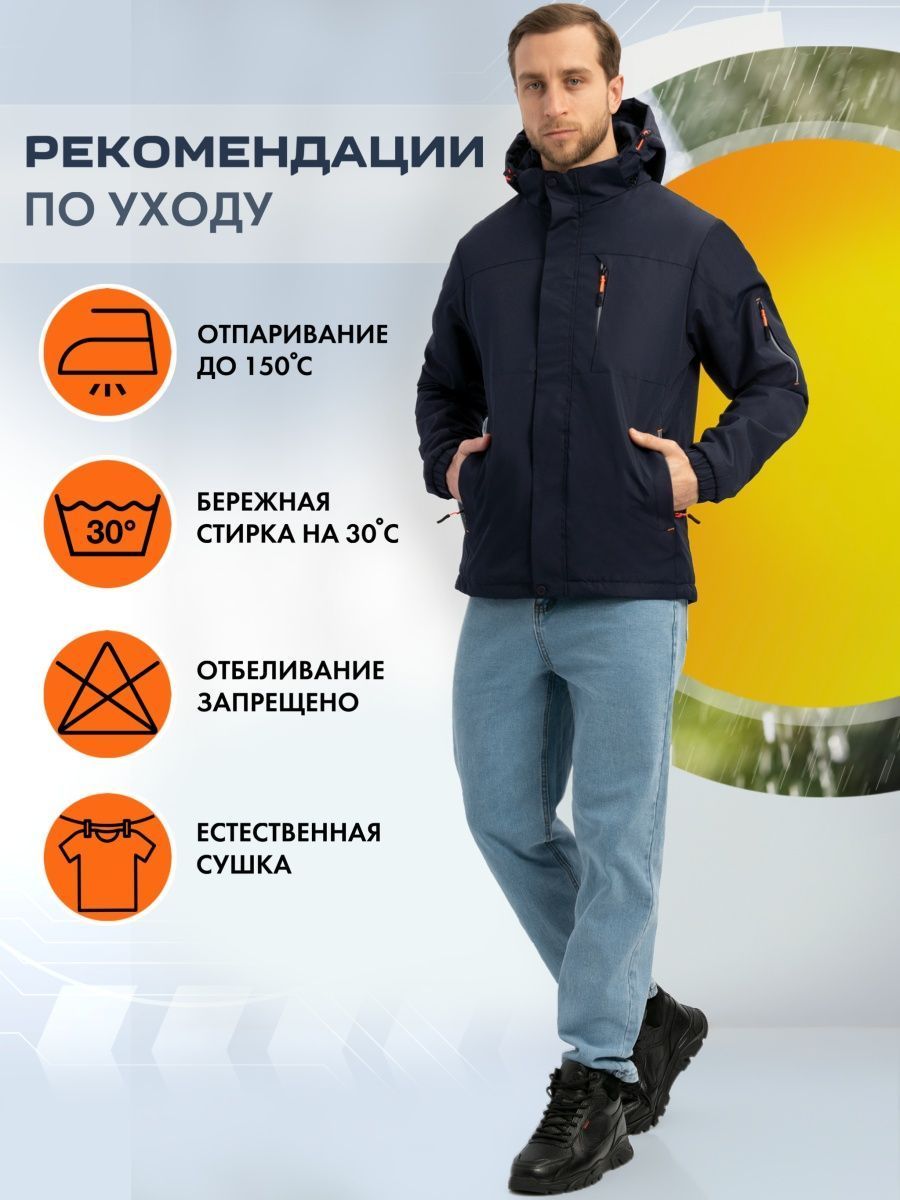 РЕКОМЕНДАЦИИ
ПО УХОДУ
ОТПАРИВАНИЕ
ДО 150°С
30°
БЕРЕЖНАЯ
СТИРКА НА 30°С
ОТБЕЛИВАНИЕ
ЗАПРЕЩЕНО
ЕСТЕСТВЕННАЯ
СУШКА